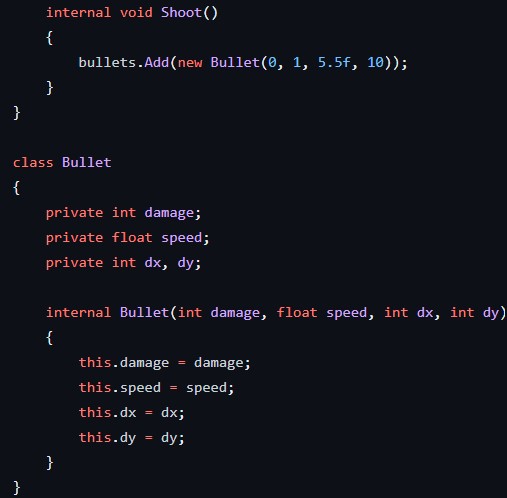 internal void Shoot()
{
bullets.Add(new Bullet(0, 1, 5.5f, 10));
}
}
class Bullet
{
private int damage;
private float speed;
private int dx, dy;
internal Bullet(int damage, float speed, int dx, int dy)
{
this.damage = damage;
this.speed = speed;
this.dx = dx;
this.dy = dy;
}
}